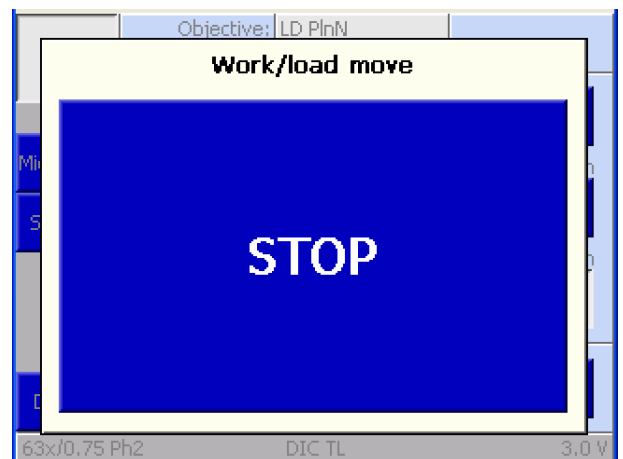 Objective: LD PlnN
Work/load move
STOP
63x/0.75 Ph2 DIC TL 3.0 V